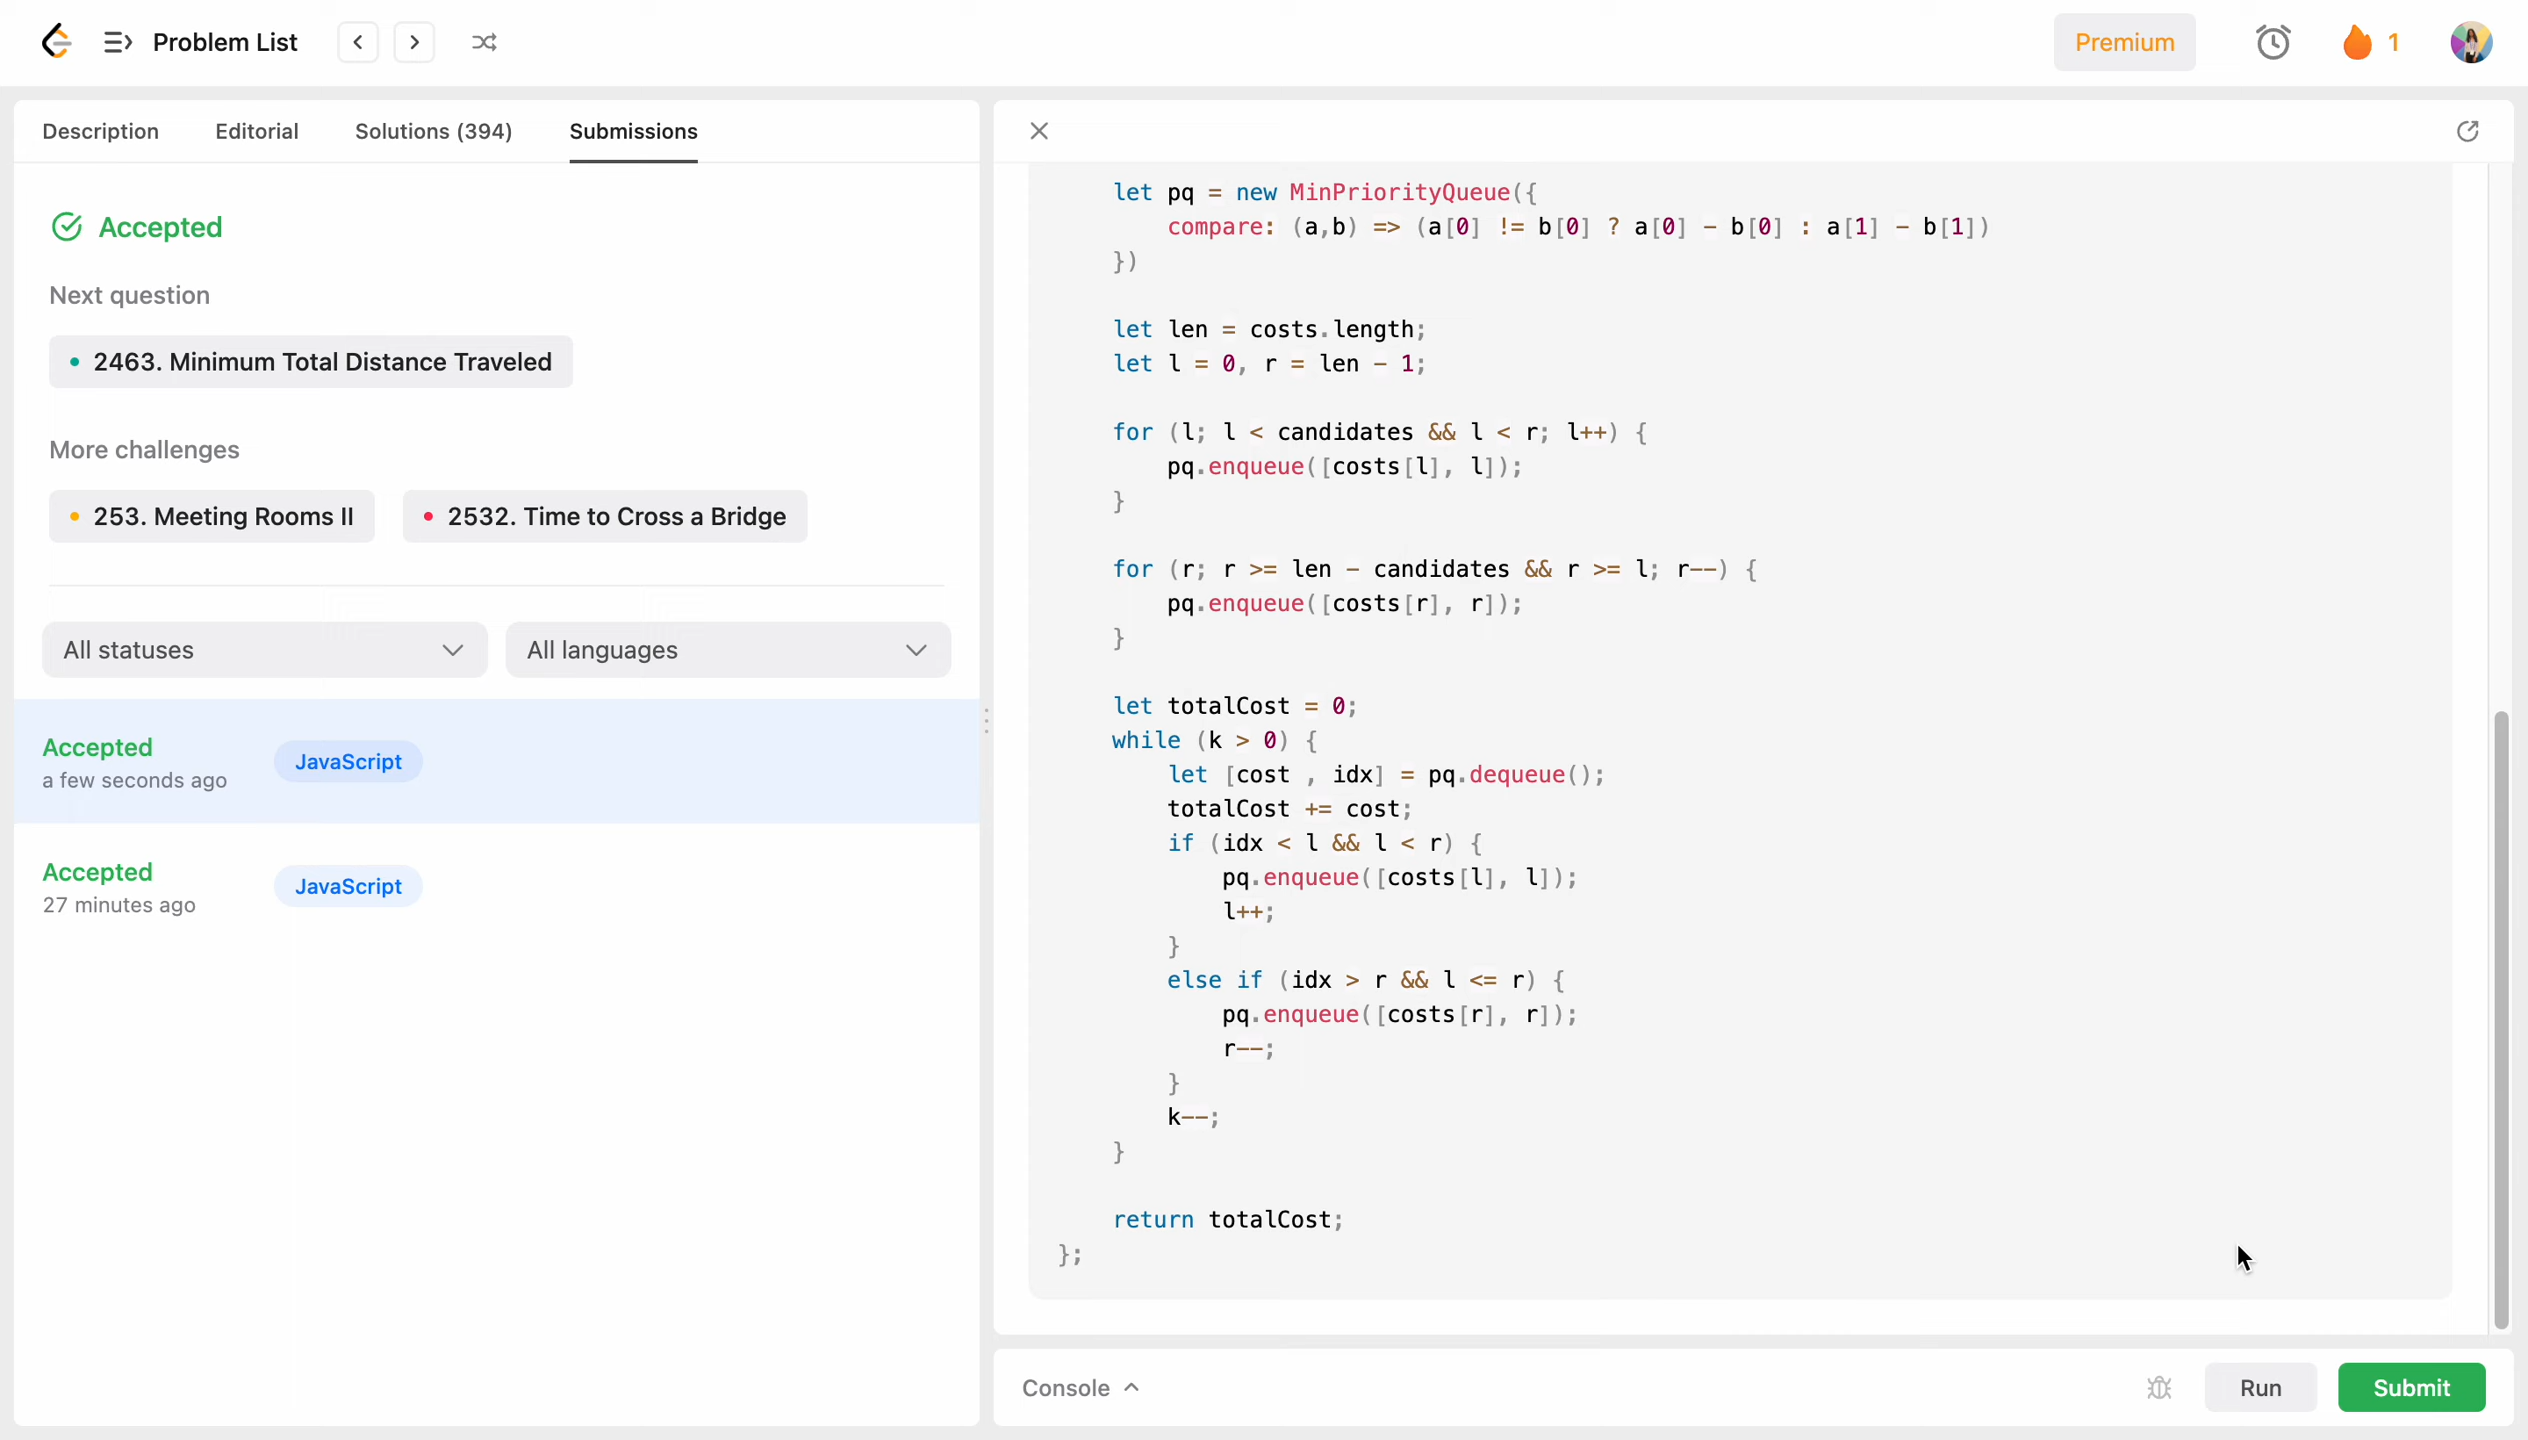 Problem List
Premium
1
Description Editorial Solutions (394) Submissions
Accepted
Next question
2463. Minimum Total Distance Traveled
More challenges
253. Meeting Rooms II 2532. Time to Cross a Bridge
All statuses All languages
Accepted
a few seconds ago
JavaScript
Accepted
27 minutes ago
JavaScript
let pq = new MinPriorityQueue({
compare: (a,b) => (a[0] != b[0] ? a[0] - b[0] : a[1] - b[1])
})
let len = costs.length;
let l = 0, r = len - 1;
for (l; l < candidates && l < r; l++) {
pq.enqueue([costs[l], l]);
}
for (r; r >= len - candidates && r >= l; r--) {
pq.enqueue([costs[r], r]);
}
let totalCost = 0;
while (k > 0) {
let [cost , idx] = pq.dequeue();
totalCost += cost;
if (idx < l && l < r) {
pq.enqueue([costs[l], l]);
l++;
}
else if (idx > r && l <= r) {
pq.enqueue([costs[r], r]);
r--;
}
k--;
}
return totalCost;
};
Console
Run
Submit